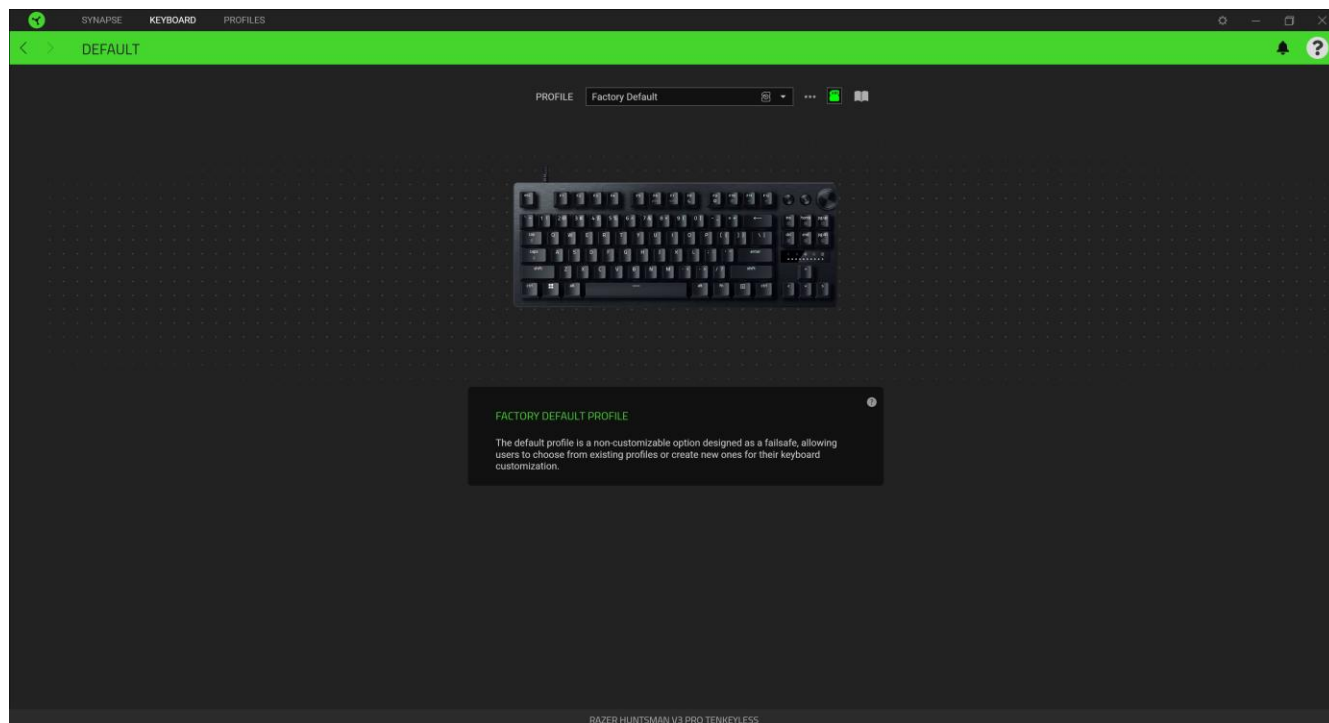 SYNAPSE KEYBOARD PROFILES
DEFAULT
PROFILE Factory Default
FACTORY DEFAULT PROFILE
The default profile is a non-customizable option designed as a failsafe, allowing
users to choose from existing profiles or create new ones for their keyboard
customization.
RAZER HUNTSMAN V3 PRO TENKEYLESS